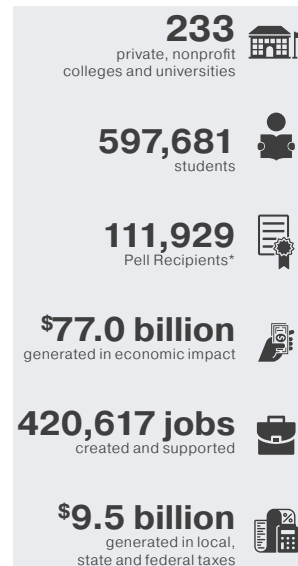 233
private, nonprofit
colleges and universities
597,681
students
111,929
Pell Recipients*
$77.0 billion
generated in economic impact
420,617 jobs
created and supported
$9.5 billion
generated in local,
state and federal taxes